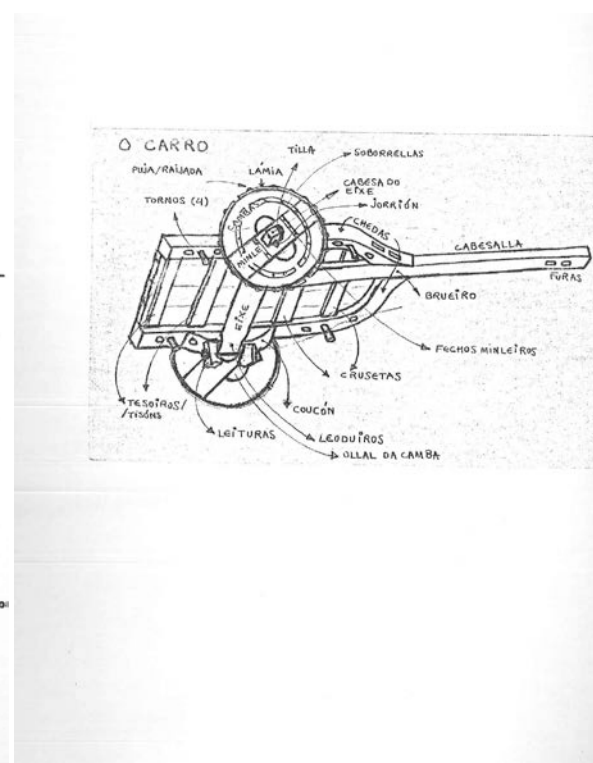 O CARRO
TILLA
SOBORRELLAS
PUJA/RAIJADA
LÁMIA
CABESA DO
EIXE
TORNOS (4)
JORRIÓN
CAMBAS
CHEDAS
MINLE
CABESALLA
FURAS
BRUEIRO
EIXE
FECHOS MINLEIROS
CRUSETAS
TESOIROS/
/TISÓNS
COUCÓN
LEITURAS
LEODUIROS
OLLAL DA CAMBA